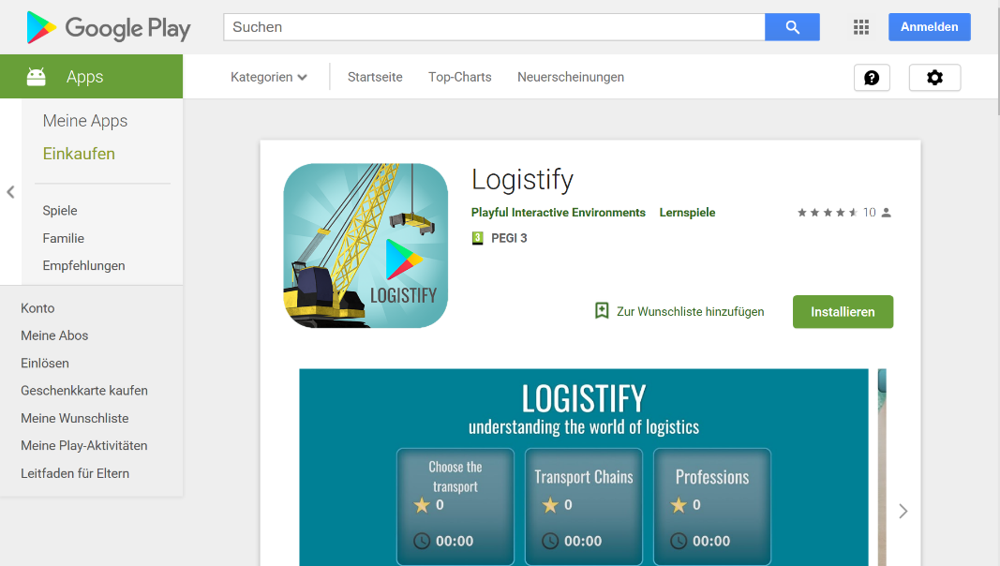 Google Play
Suchen
Anmelden
Apps
Kategorien
Startseite
Top-Charts
Neuerscheinungen
Meine Apps
Einkaufen
Spiele
Familie
Empfehlungen
Konto
Meine Abos
Einlösen
Geschenkkarte kaufen
Meine Wunschliste
Meine Play-Aktivitäten
Leitfaden für Eltern
LOGISTIFY
Logistify
Playful Interactive Environments Lernspiele
10
3 PEGI 3
Zur Wunschliste hinzufügen
Installieren
LOGISTIFY
understanding the world of logistics
Choose the
transport
0
00:00
Transport Chains
0
00:00
Professions
0
00:00